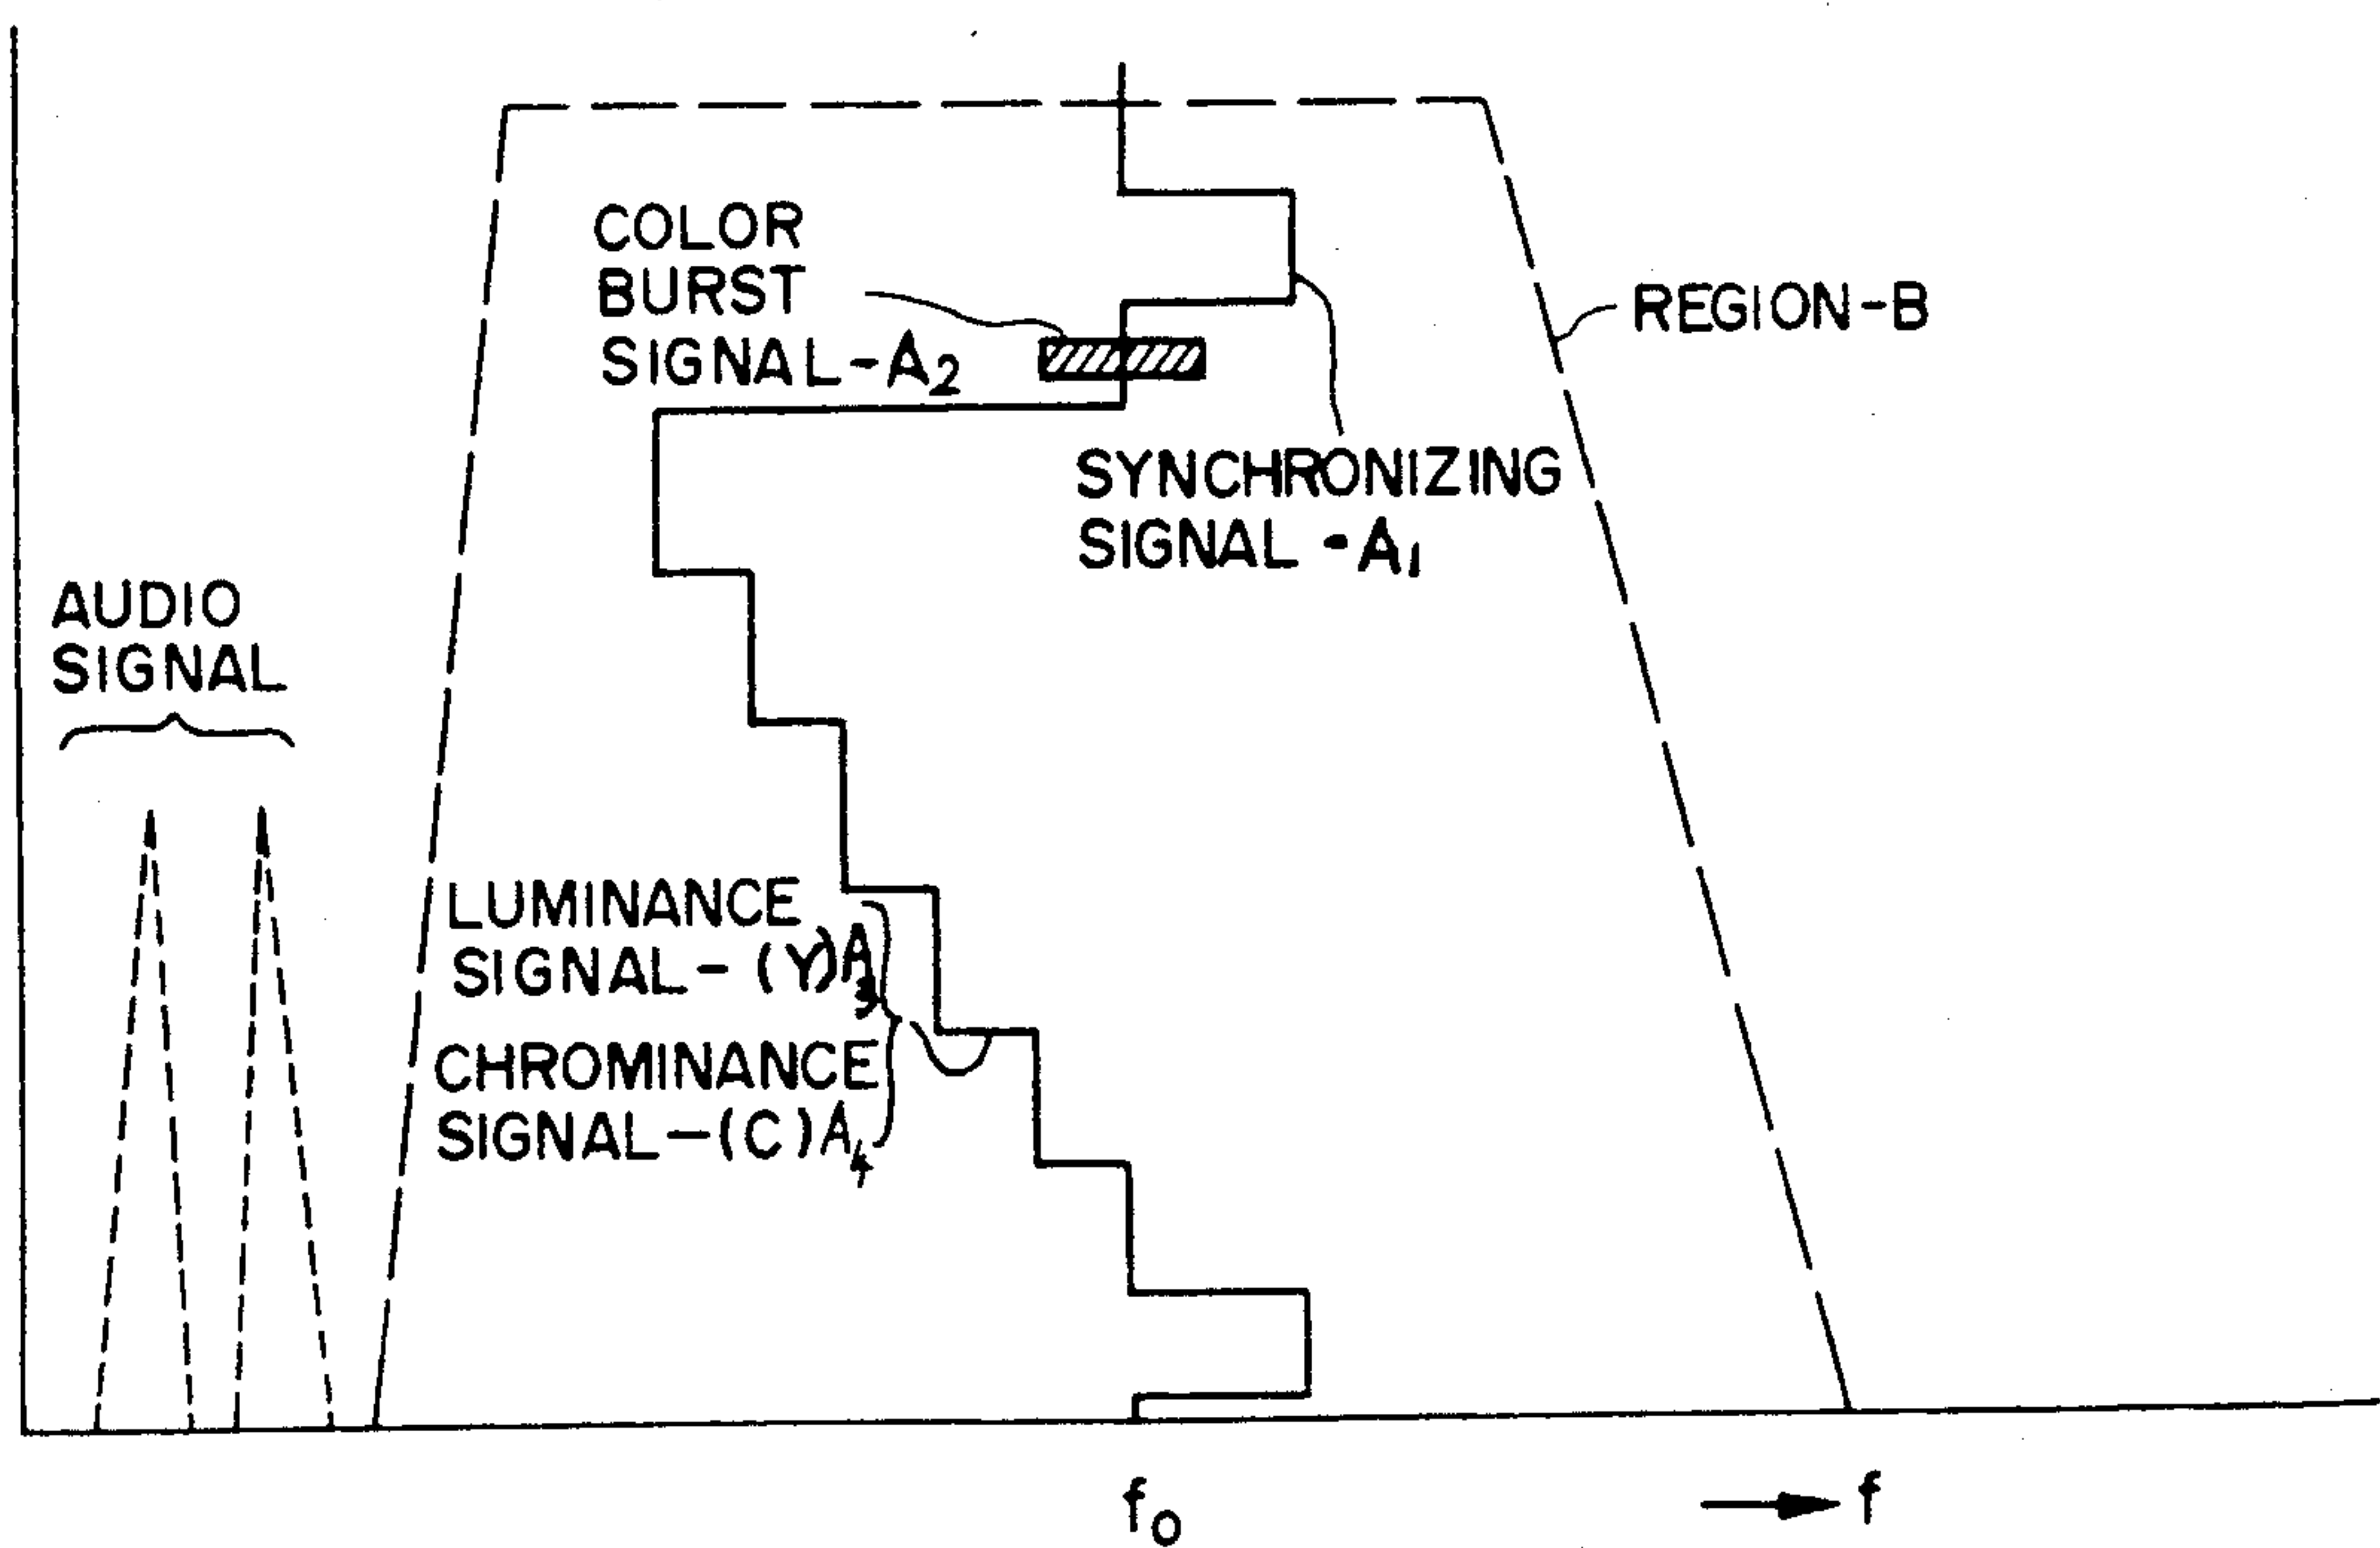 COLOR
BURST
SIGNAL-A2
REGION-B
SYNCHRONIZING
SIGNAL -A1
AUDIO
SIGNAL
LUMINANCE
SIGNAL-(Y)A3
CHROMINANCE
SIGNAL-(C)A4
f0
f